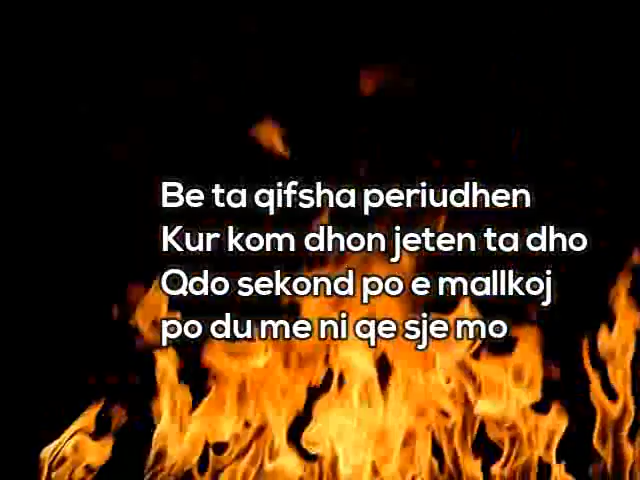 Be ta qifsha periudhen
Kur kom dhon jeten ta dho
Qdo sekond po e mallkoj
po du me ni qe sje mo